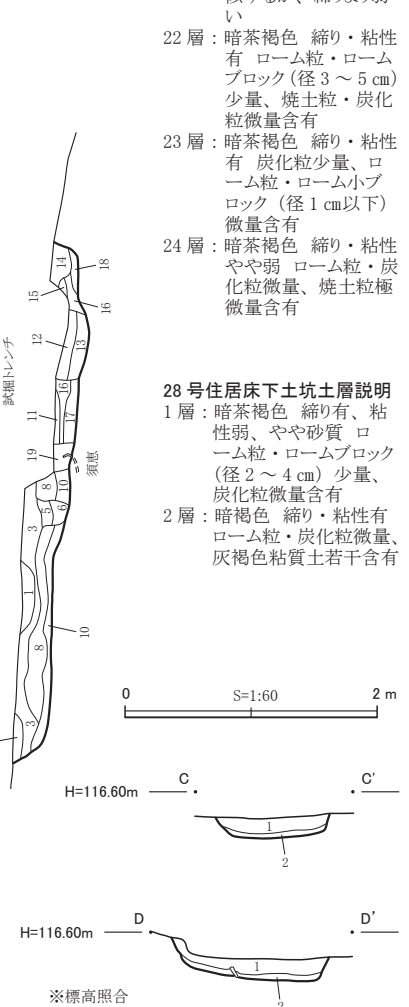 い
22 層：暗茶褐色 締り・粘性
有 ローム粒・ローム
ブロック (径 3 ～ 5 ㎝)
少量、焼土粒・炭化
粒微量含有
23 層：暗茶褐色 締り・粘性
有 炭化粒少量、ロ
ーム粒・ローム小ブ
ロック（径 1 ㎝以下）
微量含有
24 層：暗茶褐色 締り・粘性
やや弱 ローム粒・炭
化粒微量、焼土粒極
微量含有
28 号住居床下土坑土層説明
1 層：暗茶褐色 締り有、粘
性弱、やや砂質 ロ
ーム粒・ロームブロック
(径 2 ～ 4 ㎝) 少量、
炭化粒微量含有
2 層：暗褐色 締り・粘性有
ローム粒・炭化粒微量、
灰褐色粘質土若干含有
試掘トレンチ
14
18
15
16
12
13
16
11
17
19
須恵
8
10
5
6
3
1
10
8
3
0 S=1:60 2 m
H=116.60m C C'
1
2
H=116.60m D D'
1
※標高照合